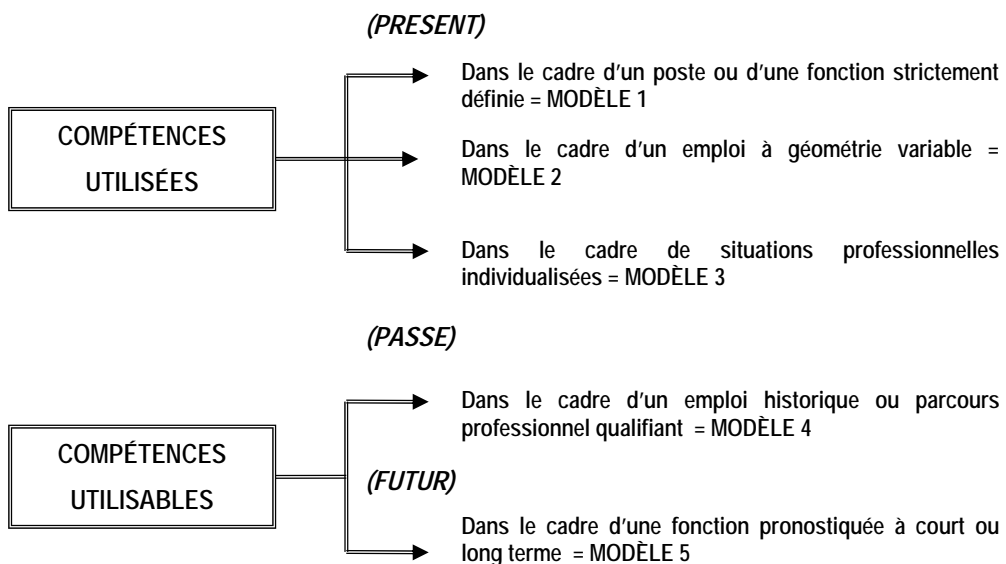 (PRESENT)
Dans le cadre d'un poste ou d'une fonction strictement
définie = MODÈLE 1
COMPÉTENCES
UTILISÉES
Dans le cadre d'un emploi à géométrie variable =
MODÈLE 2
Dans le cadre de situations professionnelles
individualisées = MODÈLE 3
(PASSE)
Dans le cadre d'un emploi historique ou parcours
professionnel qualifiant = MODÈLE 4
COMPÉTENCES
UTILISABLES
(FUTUR)
Dans le cadre d'une fonction pronostiquée à court ou
long terme = MODÈLE 5